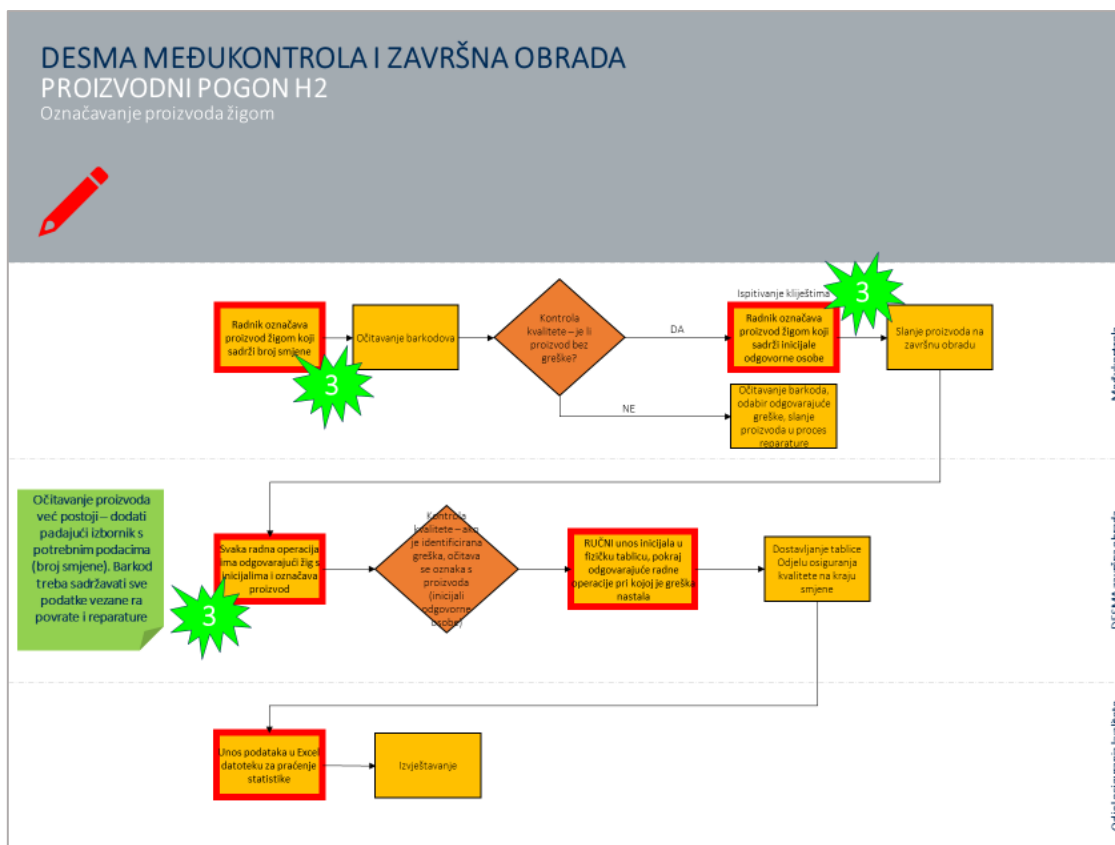 DESMA MEĐUKONTROLA I ZAVRŠNA OBRADA
PROIZVODNI POGON H2
Označavanje proizvoda žigom
Radnik označava
proizvod žigom koji
sadrži broj smjene
3
Očitavanje barkodova
Kontrola
kvalitete – je li
proizvod bez
greške?
DA
NE
Ispitivanje kliještima
Radnik označava
proizvod žigom koji
sadrži inicijale
odgovorne osobe
3
Slanje proizvoda na
završnu obradu
Očitavanje barkoda,
odabir odgovarajuće
greške, slanje
proizvoda u proces
reparature
Očitavanje proizvoda
već postoji – dodati
padajući izbornik s
potrebnim podacima
(broj smjene). Barkod
treba sadržavati sve
podatke vezane ra
povrate i reparature
Svaka radna operacija
ima odgovarajući žig s
inicijalima i označava
proizvod
3
Kontrola
kvalitete – ako
je identificirana
greška, očitava
se oznaka s
proizvoda
(inicijali
odgovorne
osobe)
RUČNI unos inicijala u
fizičku tablicu, pokraj
odgovarajuće radne
operacije pri kojoj je greška
nastala
Dostavljanje tablice
Odjelu osiguranja
kvalitete na kraju
smjene
Unos podataka u Excel
datoteku za praćenje
statistike
Izvještavanje